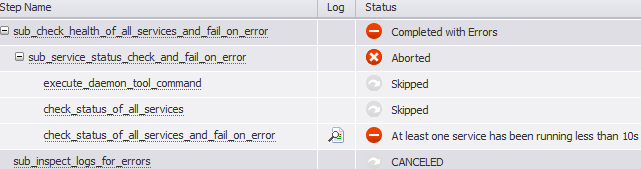 Step Name Log Status
sub_check_health_of_all_services_and_fail_on_error Completed with Errors
sub_service_status_check_and_fail_on_error Aborted
execute_daemon_tool_command Skipped
check_status_of_all_services Skipped
check_status_of_all_services_and_fail_on_error At least one service has been running less than 10s
sub_inspect_logs_for_errors CANCELED